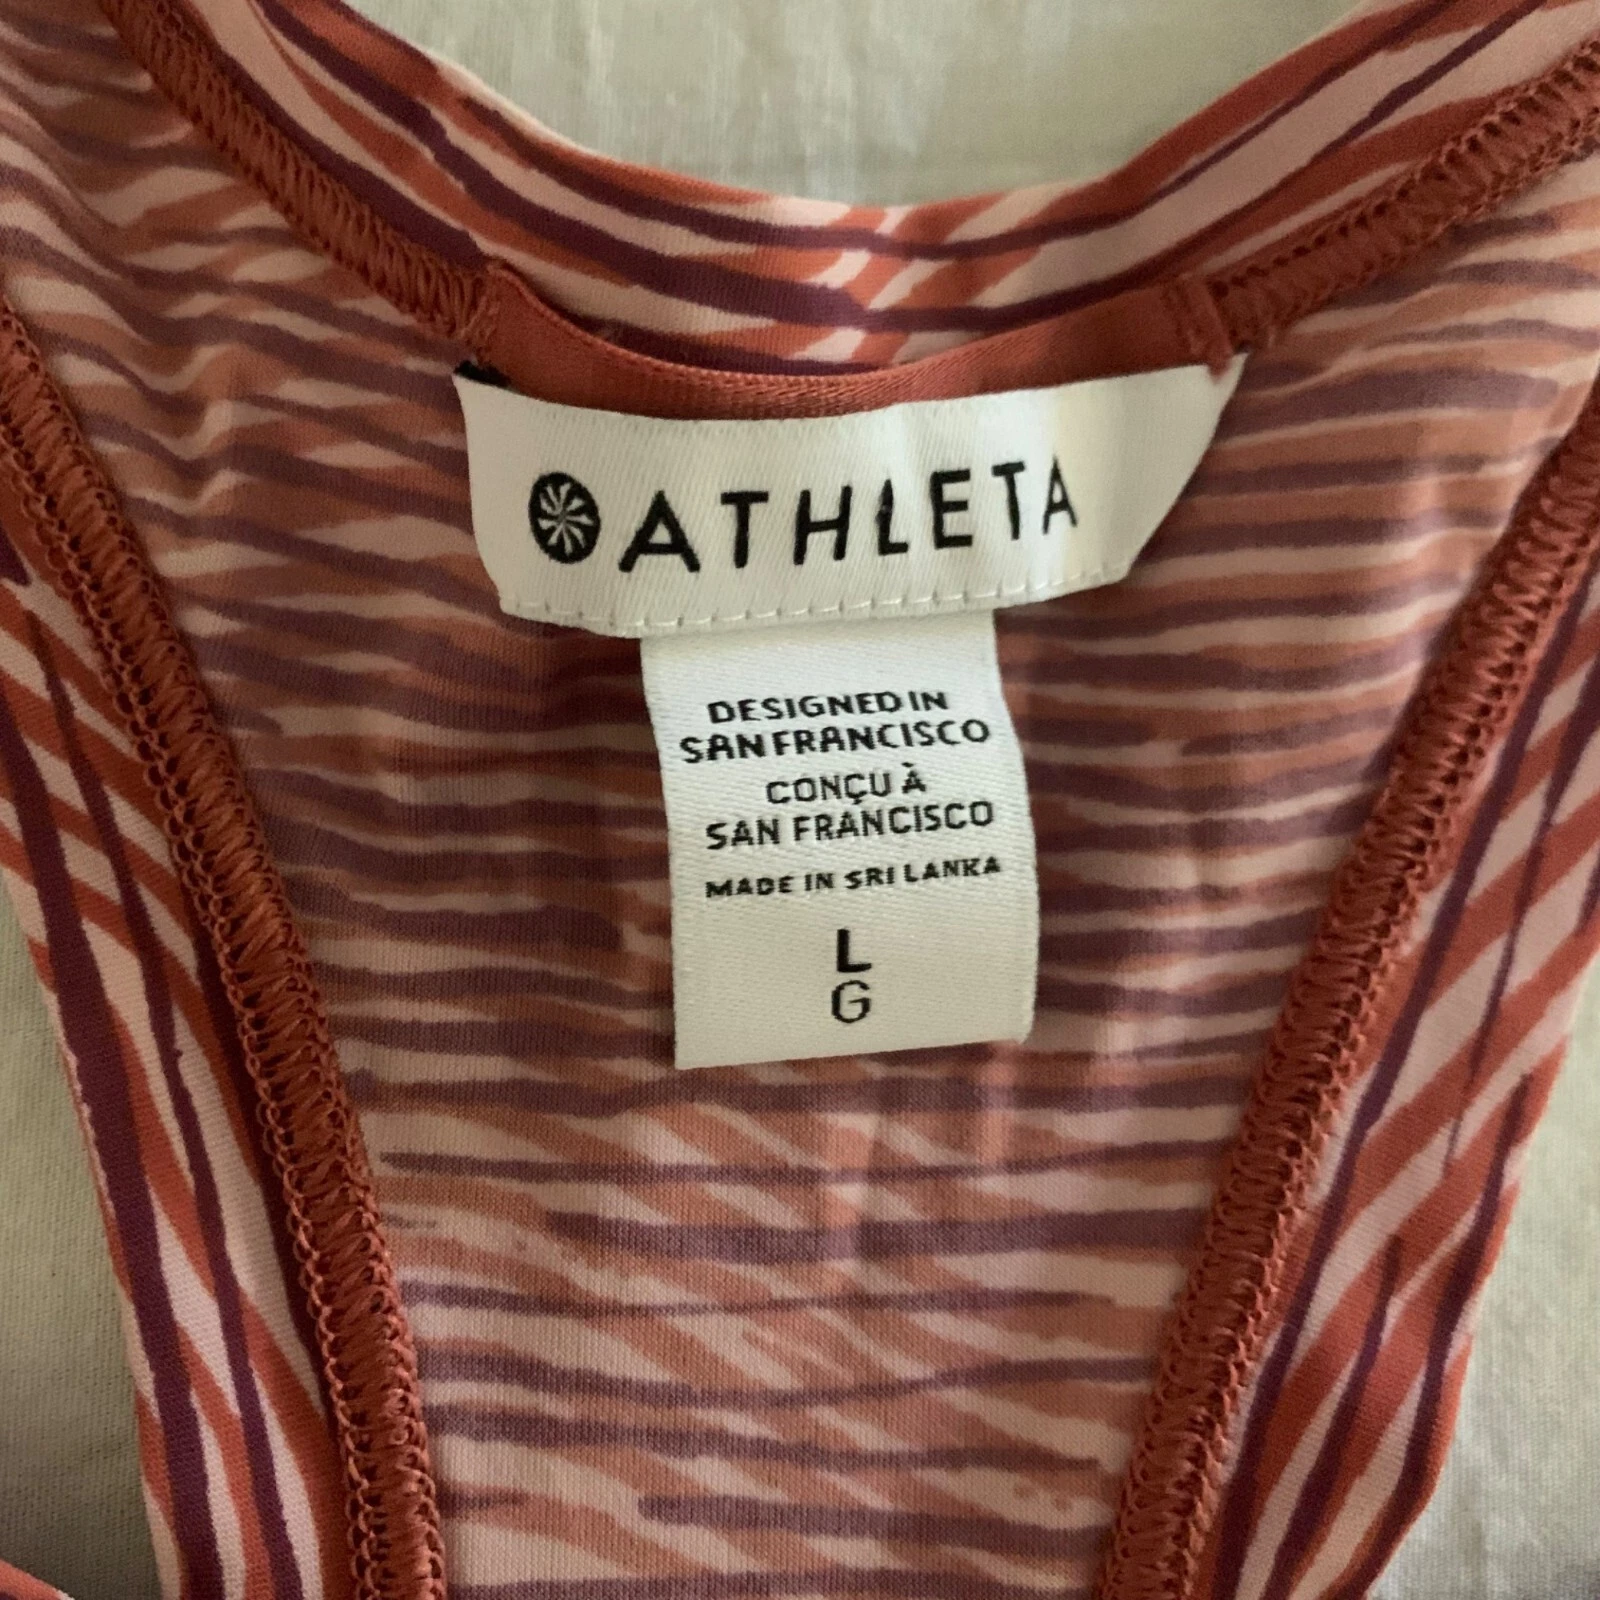 ATHLETA
DESIGNED IN
SAN FRANCISCO
CONÇU À
SAN FRANCISCO
MADE IN SRI LANKA
L
G